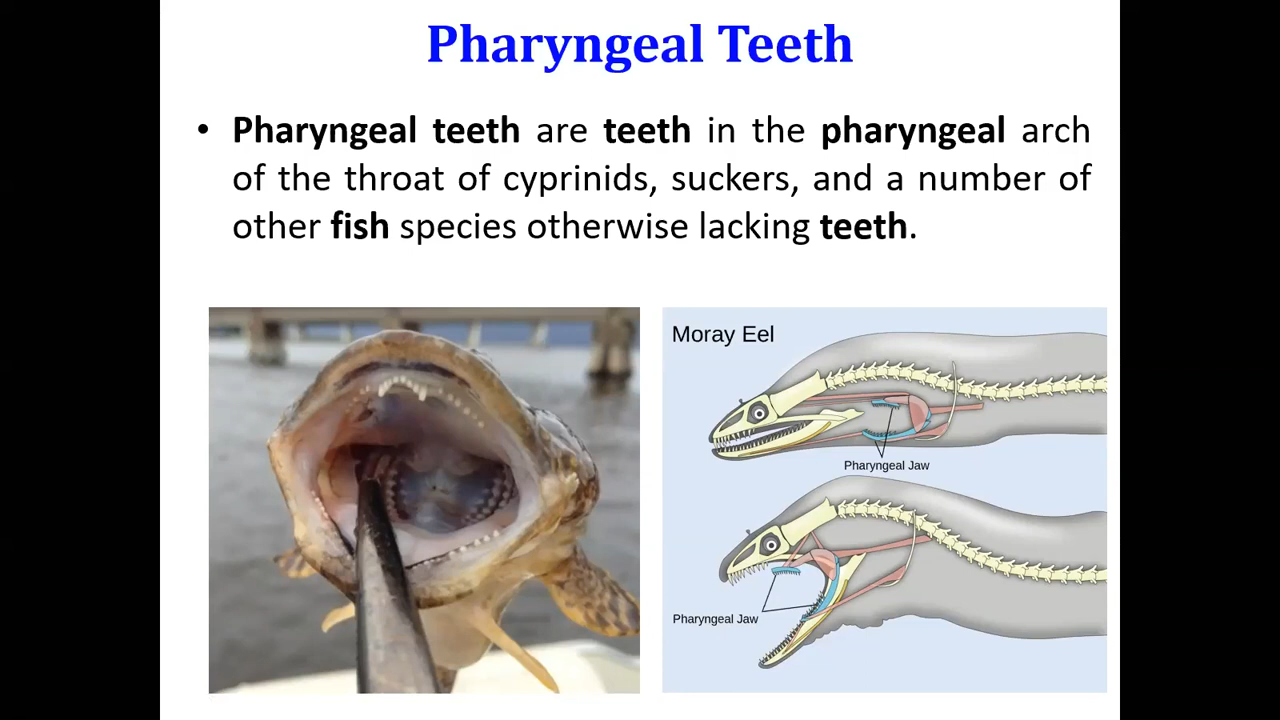 Pharyngeal Teeth
• Pharyngeal teeth are teeth in the pharyngeal arch
of the throat of cyprinids, suckers, and a number of
other fish species otherwise lacking teeth.
Moray Eel
Pharyngeal Jaw
Pharyngeal Jaw